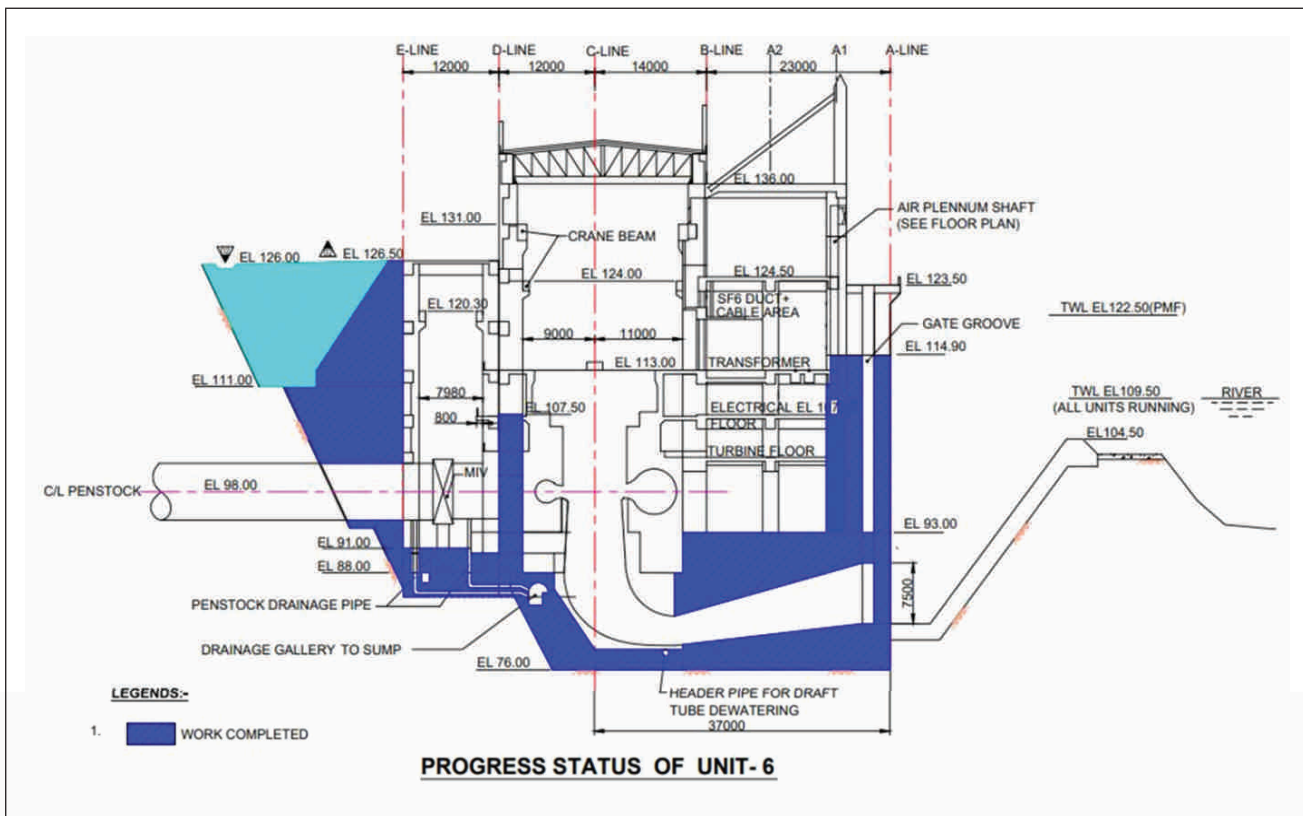 E-LINE D-LINE C-LINE B-LINE A2 A1 A-LINE
12000 12000 14000 23000
EL 136.00
AIR PLENNUM SHAFT
(SEE FLOOR PLAN)
EL 131.00
CRANE BEAM
EL 126.00 EL 126.50
EL 124.00
EL 124.50
EL 123.50
SF6 DUCT+
CABLE AREA
EL 120.30
TWL EL122.50(PMF)
GATE GROOVE
9000 11000
EL 114.90
EL 113.00 TRANSFORMER
EL 111.00
7980
800
EL 107.50
ELECTRICAL EL 107
FLOOR
TURBINE FLOOR
TWL EL109.50
(ALL UNITS RUNNING)
RIVER
EL104.50
MIV
C/L PENSTOCK
EL 98.00
EL 93.00
EL 91.00
EL 88.00
7500
PENSTOCK DRAINAGE PIPE
DRAINAGE GALLERY TO SUMP
EL 76.00
HEADER PIPE FOR DRAFT
TUBE DEWATERING
37000
LEGENDS:-
1. WORK COMPLETED
PROGRESS STATUS OF UNIT- 6